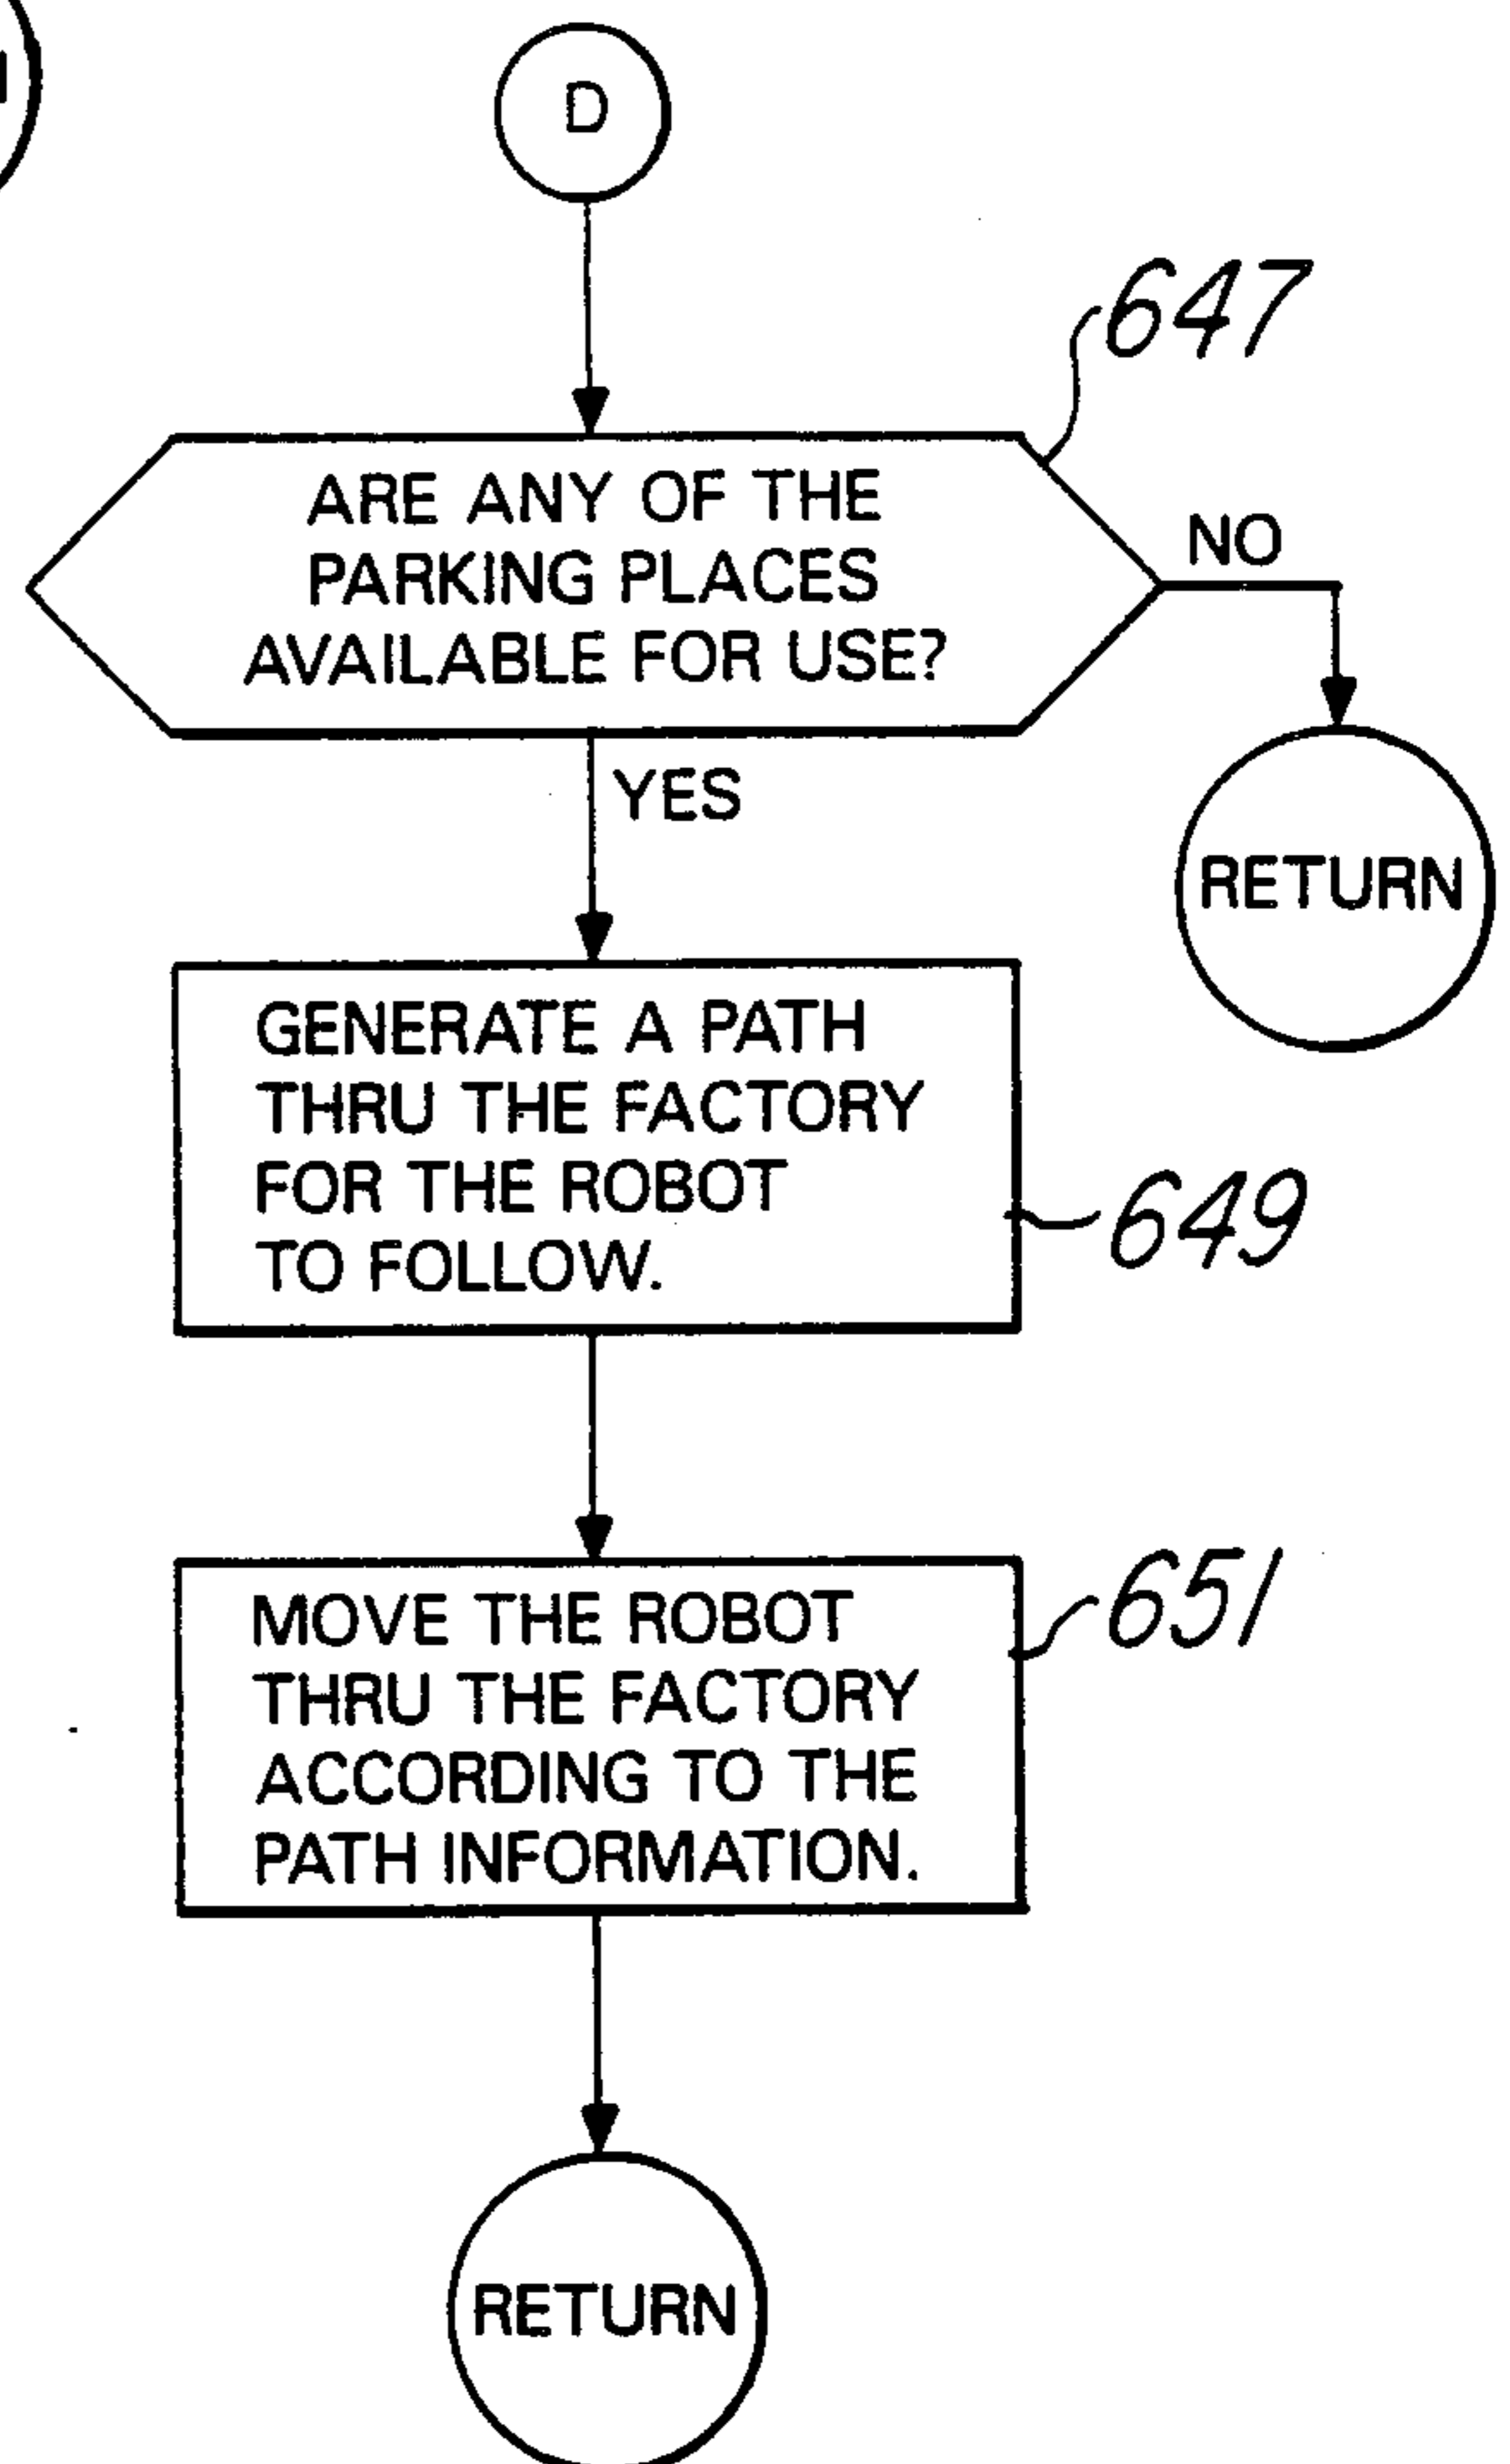 D
647
ARE ANY OF THE
PARKING PLACES
AVAILABLE FOR USE?
NO
YES
RETURN
GENERATE A PATH
THRU THE FACTORY
FOR THE ROBOT
TO FOLLOW.
649
MOVE THE ROBOT
THRU THE FACTORY
ACCORDING TO THE
PATH INFORMATION.
651
RETURN